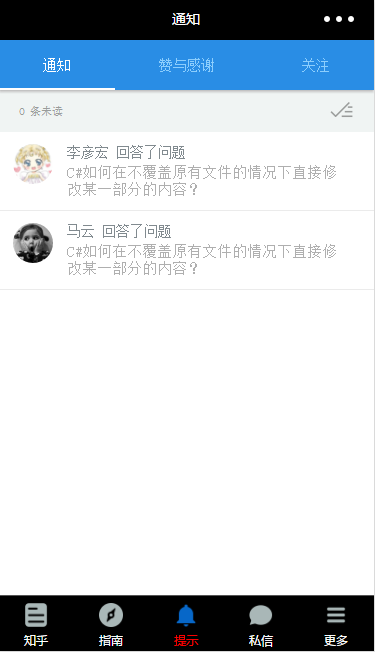 通知
通知 赞与感谢 关注
0 条未读
李彦宏 回答了问题
C#如何在不覆盖原有文件的情况下直接修
改某一部分的内容？
马云 回答了问题
C#如何在不覆盖原有文件的情况下直接修
改某一部分的内容？
知乎 指南 提示 私信 更多